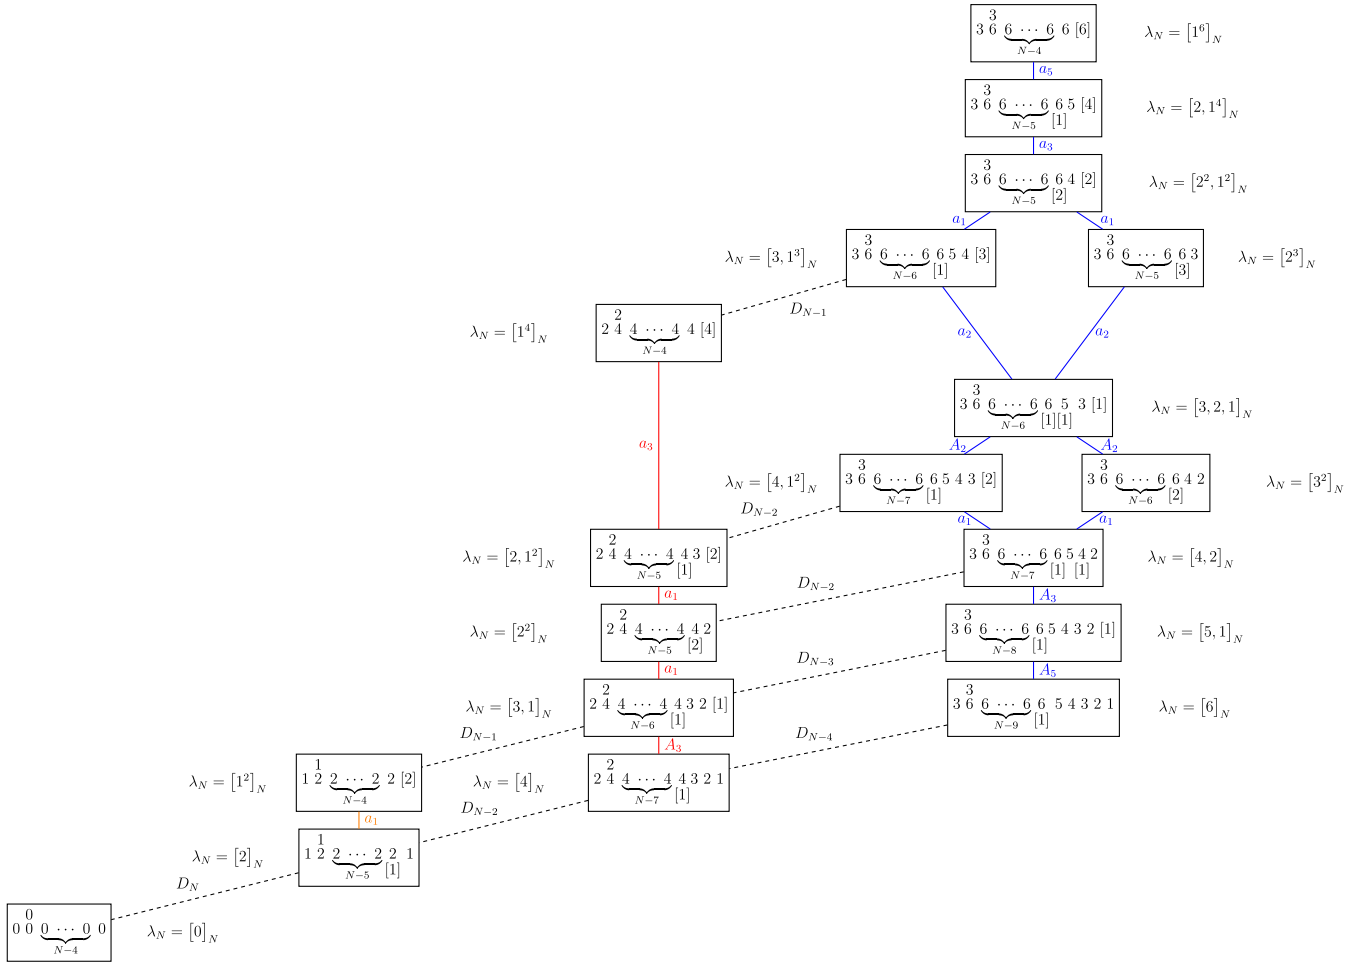 3
3 6 6 ⋯ 6 6 [6]
N−4
λ_N = [1^6]_N
a_5
3
3 6 6 ⋯ 6 6 5 [4]
N−5 [1]
λ_N = [2, 1^4]_N
a_3
3
3 6 6 ⋯ 6 6 4 [2]
N−5 [2]
λ_N = [2^2, 1^2]_N
a_1 a_1
λ_N = [3, 1^3]_N
3
3 6 6 ⋯ 6 6 5 4 [3]
N−6 [1]
3
3 6 6 ⋯ 6 6 3
N−5 [3]
λ_N = [2^3]_N
D_{N−1}
λ_N = [1^4]_N
2
2 4 4 ⋯ 4 4 [4]
N−4
a_2 a_2
3
3 6 6 ⋯ 6 6 5 3 [1]
N−6 [1][1]
λ_N = [3, 2, 1]_N
a_3
A_2 A_2
λ_N = [4, 1^2]_N
3
3 6 6 ⋯ 6 6 5 4 3 [2]
N−7 [1]
3
3 6 6 ⋯ 6 6 4 2
N−6 [2]
λ_N = [3^2]_N
D_{N−2}
a_1 a_1
λ_N = [2, 1^2]_N
2
2 4 4 ⋯ 4 4 3 [2]
N−5 [1]
3
3 6 6 ⋯ 6 6 5 4 2
N−7 [1] [1]
λ_N = [4, 2]_N
D_{N−2}
a_1 A_3
λ_N = [2^2]_N
2
2 4 4 ⋯ 4 4 2
N−5 [2]
3
3 6 6 ⋯ 6 6 5 4 3 2 [1]
N−8 [1]
λ_N = [5, 1]_N
D_{N−3}
a_1 A_5
λ_N = [3, 1]_N
2
2 4 4 ⋯ 4 4 3 2 [1]
N−6 [1]
3
3 6 6 ⋯ 6 6 5 4 3 2 1
N−9 [1]
λ_N = [6]_N
D_{N−1}
D_{N−4}
A_3
λ_N = [1^2]_N
1
1 2 2 ⋯ 2 2 [2]
N−4
λ_N = [4]_N
2
2 4 4 ⋯ 4 4 3 2 1
N−7 [1]
D_{N−2}
a_1
λ_N = [2]_N
1
1 2 2 ⋯ 2 2 1
N−5 [1]
D_N
0
0 0 0 ⋯ 0 0
N−4
λ_N = [0]_N